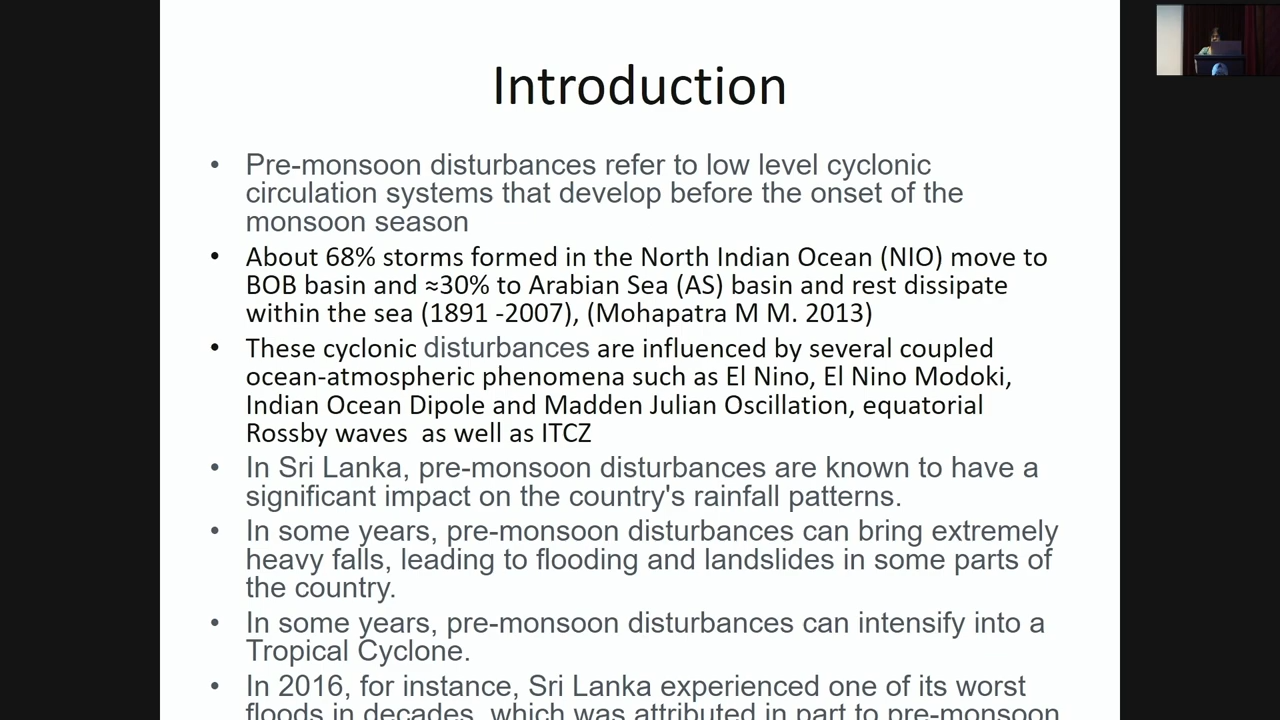 Introduction
• Pre-monsoon disturbances refer to low level cyclonic
circulation systems that develop before the onset of the
monsoon season
• About 68% storms formed in the North Indian Ocean (NIO) move to
BOB basin and ≈30% to Arabian Sea (AS) basin and rest dissipate
within the sea (1891 -2007), (Mohapatra M M. 2013)
• These cyclonic disturbances are influenced by several coupled
ocean-atmospheric phenomena such as El Nino, El Nino Modoki,
Indian Ocean Dipole and Madden Julian Oscillation, equatorial
Rossby waves  as well as ITCZ
• In Sri Lanka, pre-monsoon disturbances are known to have a
significant impact on the country's rainfall patterns.
• In some years, pre-monsoon disturbances can bring extremely
heavy falls, leading to flooding and landslides in some parts of
the country.
• In some years, pre-monsoon disturbances can intensify into a
Tropical Cyclone.
• In 2016, for instance, Sri Lanka experienced one of its worst
floods in decades, which was attributed in part to pre-monsoon